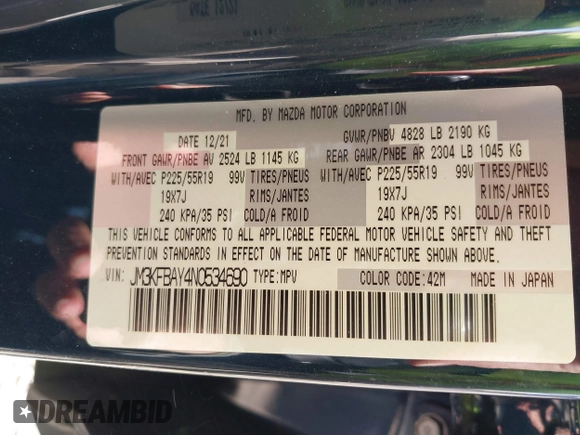 MFD. BY MAZDA MOTOR CORPORATION
DATE 12/21 GVWR/PNBV 4828 LB 2190 KG
FRONT GAWR/PNBE AV 2524 LB 1145 KG REAR GAWR/PNBE AR 2304 LB 1045 KG
WITH/AVEC P225/55R19 99V TIRES/PNEUS WITH/AVEC P225/55R19 99V TIRES/PNEUS
19X7J RIMS/JANTES 19X7J RIMS/JANTES
240 KPA/35 PSI COLD/A FROID 240 KPA/35 PSI COLD/A FROID
THIS VEHICLE CONFORMS TO ALL APPLICABLE FEDERAL MOTOR VEHICLE SAFETY AND THEFT
PREVENTION STANDARDS IN EFFECT ON THE DATE OF MANUFACTURE SHOWN ABOVE.
VIN: JM3KFBAY4N0534690 TYPE:MPV COLOR CODE:42M MADE IN JAPAN
DREAMBID